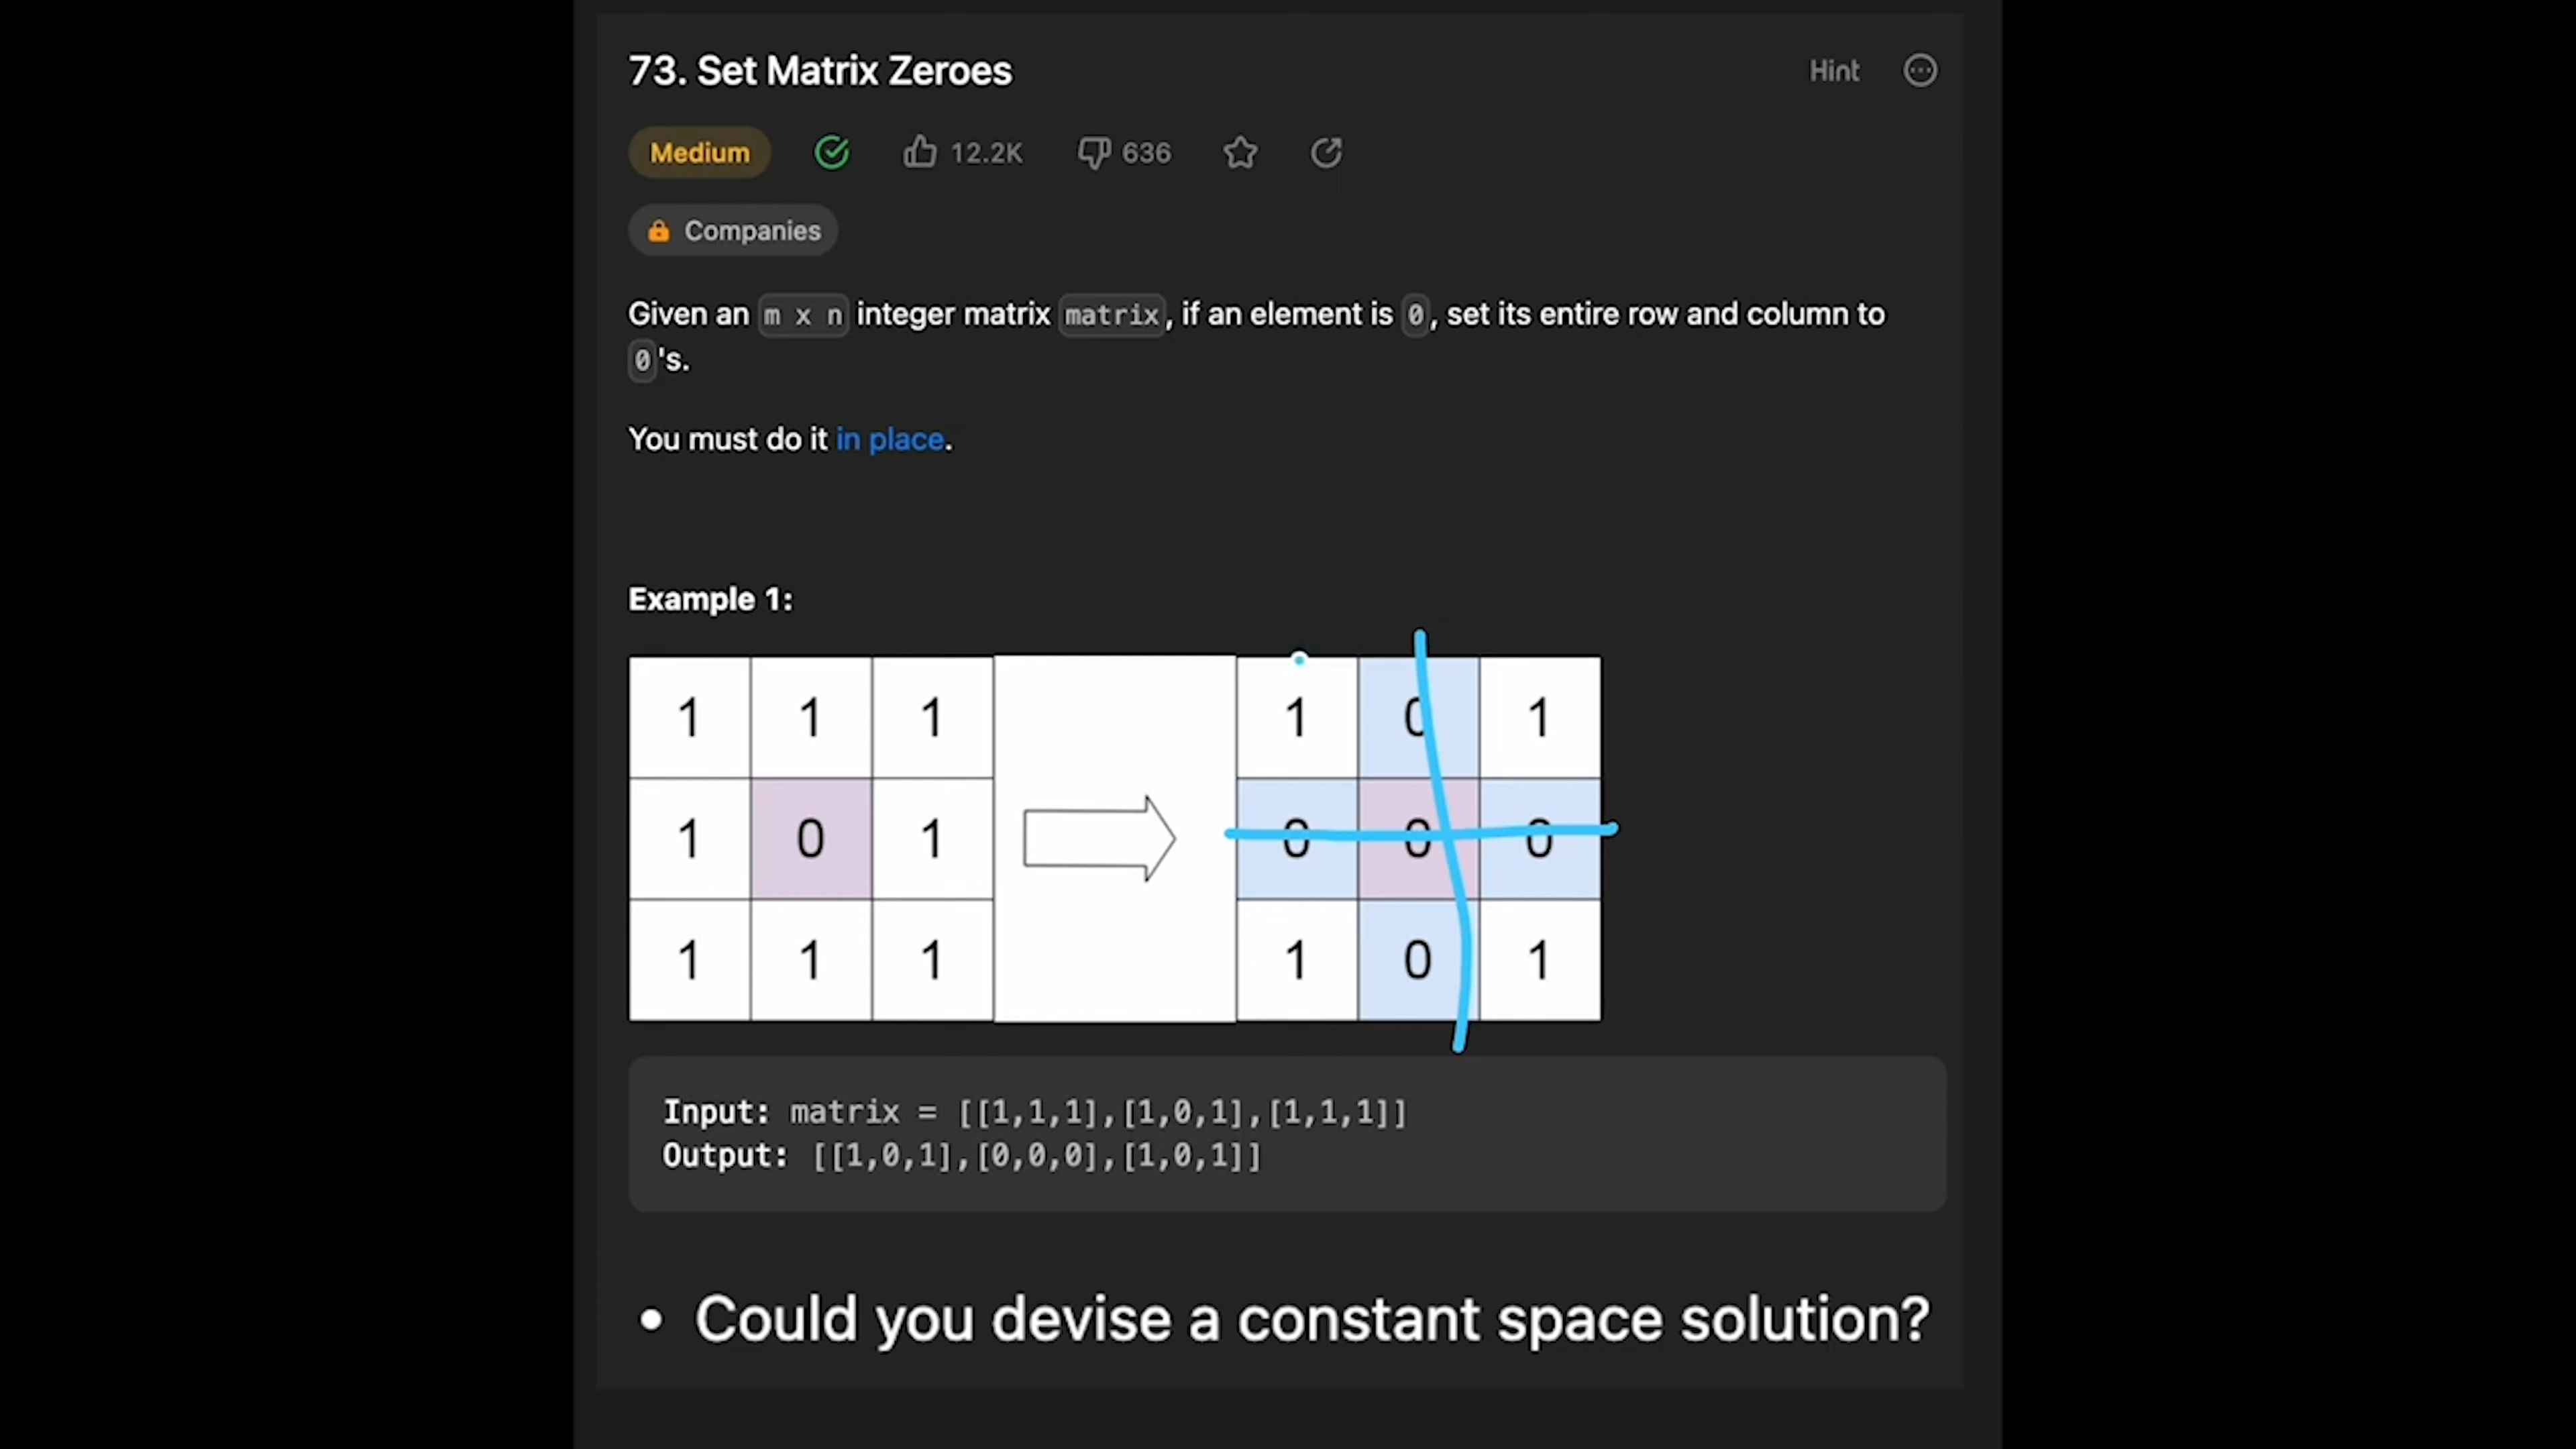 73. Set Matrix Zeroes Hint
Medium 12.2K 636
Companies
Given an m x n integer matrix matrix, if an element is 0, set its entire row and column to
0's.
You must do it in place.
Example 1:
1 1 1 1 0 1
1 0 1 0 0 0
1 1 1 1 0 1
Input: matrix = [[1,1,1],[1,0,1],[1,1,1]]
Output: [[1,0,1],[0,0,0],[1,0,1]]
• Could you devise a constant space solution?